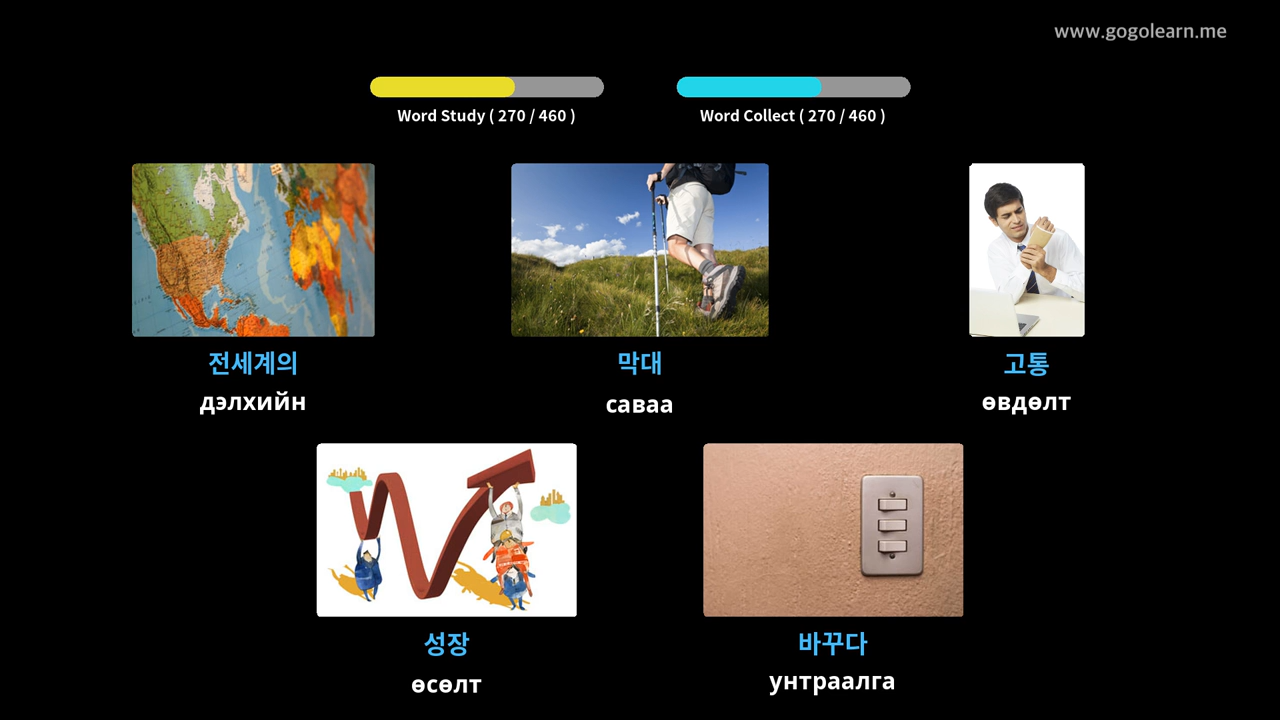 www.gogolearn.me
Word Study ( 270 / 460 )
Word Collect ( 270 / 460 )
전세계의
дэлхийн
막대
саваа
고통
өвдөлт
성장
өсөлт
바꾸다
унтраалга